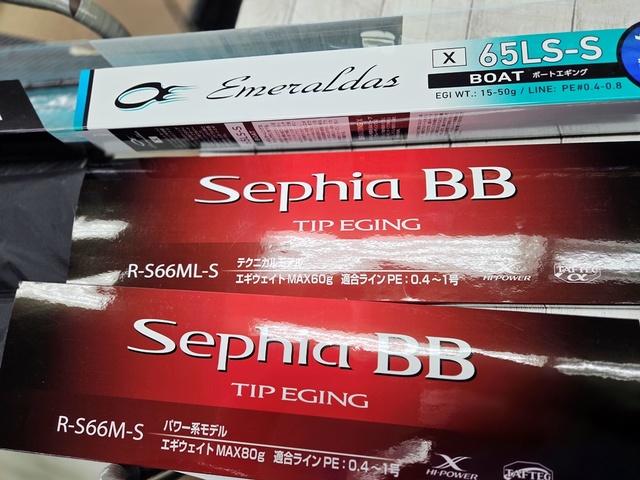 Emeraldas
X 65LS-S
BOAT ボートエギング
EGI WT.: 15-50g / LINE: PE#0.4-0.8
Sephia BB
TIP EGING
R-S66ML-S
テクニカルモデル
エギウェイトMAX60g 適合ラインPE:0.4〜1号
HI-POWER
TAFTEC
α
Sephia BB
TIP EGING
R-S66M-S
パワー系モデル
エギウェイトMAX80g 適合ラインPE:0.4〜1号
X
HI-POWER
TAFTEC